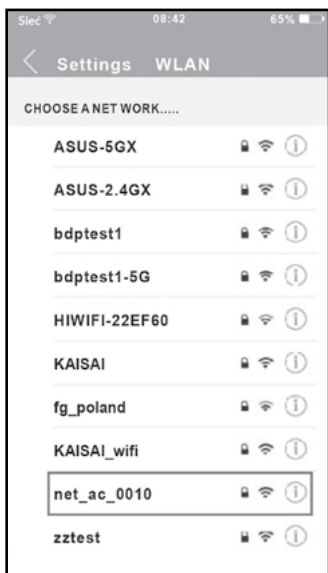 Sieć 08:42 65%
Settings WLAN
CHOOSE A NET WORK.....
ASUS-5GX
ASUS-2.4GX
bdptest1
bdptest1-5G
HIWIFI-22EF60
KAISAI
fg_poland
KAISAI_wifi
net_ac_0010
zztest